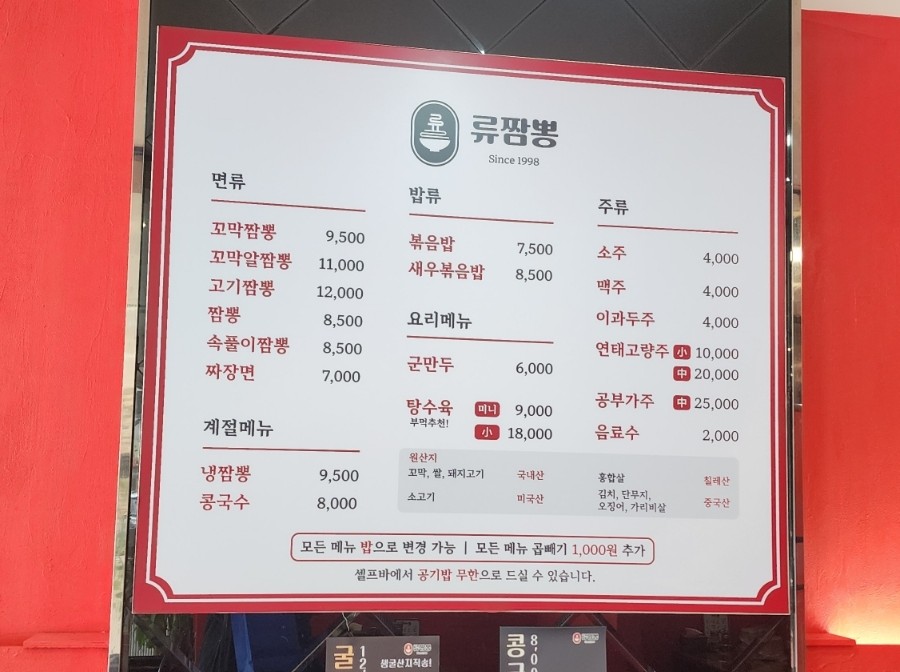 류
류짬뽕
Since 1998
면류
꼬막짬뽕 9,500
꼬막알짬뽕 11,000
고기짬뽕 12,000
짬뽕 8,500
속풀이짬뽕 8,500
짜장면 7,000
계절메뉴
냉짬뽕 9,500
콩국수 8,000
밥류
볶음밥 7,500
새우볶음밥 8,500
요리메뉴
군만두 6,000
탕수육 미니 9,000
부먹추천! 小 18,000
주류
소주 4,000
맥주 4,000
이과두주 4,000
연태고량주 小 10,000
中 20,000
공부가주 中 25,000
음료수 2,000
원산지
꼬막, 쌀, 돼지고기 국내산
소고기 미국산
홍합살 칠레산
김치, 단무지,
오징어, 가리비살 중국산
모든 메뉴 밥으로 변경 가능 | 모든 메뉴 곱빼기 1,000원 추가
셀프바에서 공기밥 무한으로 드실 수 있습니다.
굴
생굴산지직송!
콩